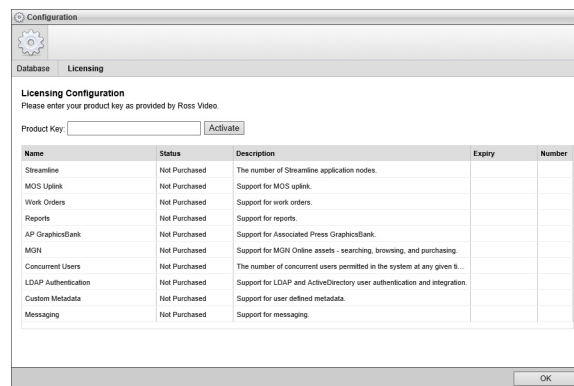 Configuration
Database Licensing
Licensing Configuration
Please enter your product key as provided by Ross Video.
Product Key: Activate
Name Status Description Expiry Number
Streamline Not Purchased The number of Streamline application nodes.
MOS Uplink Not Purchased Support for MOS uplink.
Work Orders Not Purchased Support for work orders.
Reports Not Purchased Support for reports.
AP GraphicsBank Not Purchased Support for Associated Press GraphicsBank.
MGN Not Purchased Support for MGN Online assets - searching, browsing, and purchasing.
Concurrent Users Not Purchased The number of concurrent users permitted in the system at any given ti...
LDAP Authentication Not Purchased Support for LDAP and ActiveDirectory user authentication and integration.
Custom Metadata Not Purchased Support for user defined metadata.
Messaging Not Purchased Support for messaging.
OK